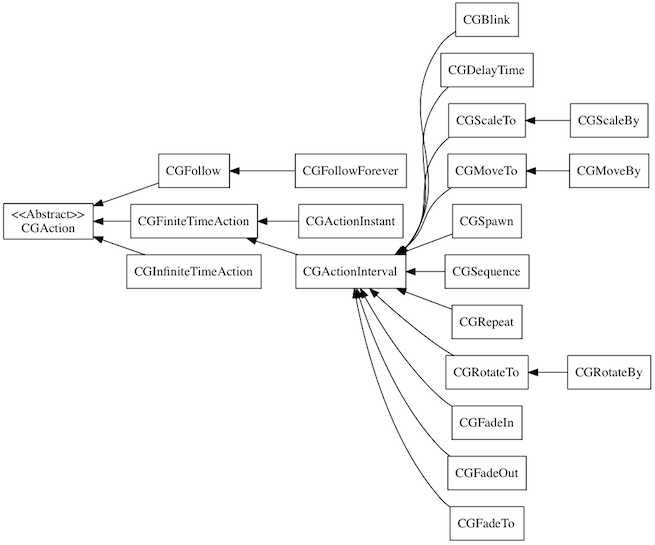 CGBlink
CGDelayTime
CGScaleTo
CGScaleBy
CGFollow
CGFollowForever
CGMoveTo
CGMoveBy
<<Abstract>>
CGAction
CGFiniteTimeAction
CGActionInstant
CGSpawn
CGInfiniteTimeAction
CGActionInterval
CGSequence
CGRepeat
CGRotateTo
CGRotateBy
CGFadeIn
CGFadeOut
CGFadeTo